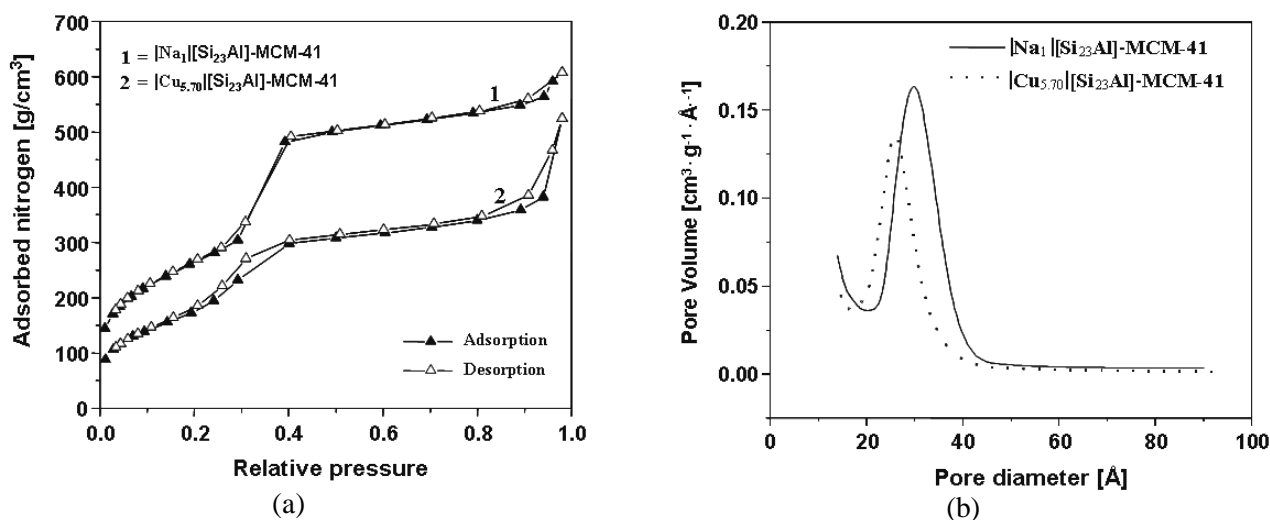 700
600
500
400
300
200
100
0
Adsorbed nitrogen [g/cm³]
1 = |Na₁|[Si₂₃Al]-MCM-41
2 = |Cu₅.₇₀|[Si₂₃Al]-MCM-41
1
2
Adsorption
Desorption
0.0 0.2 0.4 0.6 0.8 1.0
Relative pressure
(a)
0.20
0.15
0.10
0.05
0.00
Pore Volume [cm³·g⁻¹·Å⁻¹]
|Na₁|[Si₂₃Al]-MCM-41
|Cu₅.₇₀|[Si₂₃Al]-MCM-41
0 20 40 60 80 100
Pore diameter [Å]
(b)